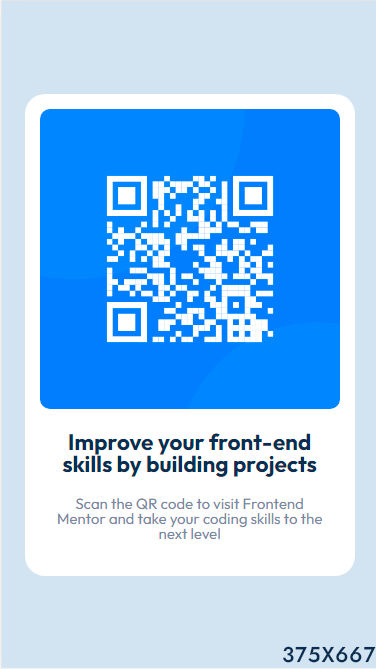 Improve your front-end
skills by building projects
Scan the QR code to visit Frontend
Mentor and take your coding skills to the
next level
375X667